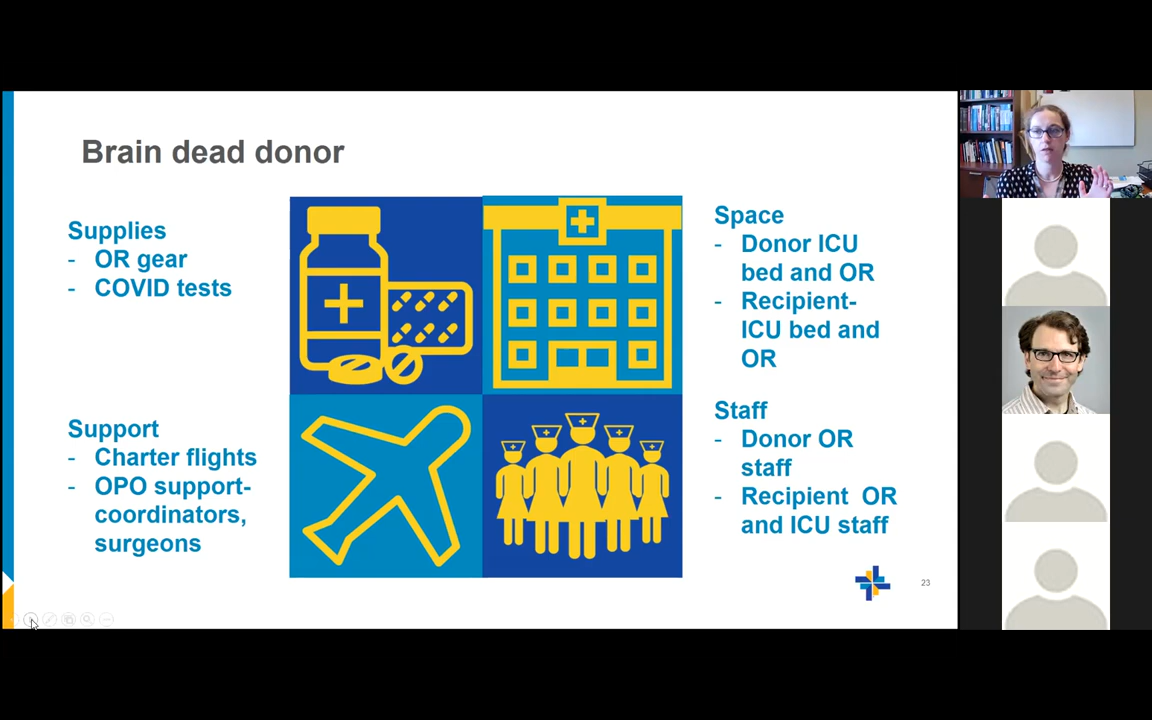 Brain dead donor
Supplies
- OR gear
- COVID tests
Support
- Charter flights
- OPO support-
coordinators,
surgeons
Space
- Donor ICU
bed and OR
- Recipient-
ICU bed and
OR
Staff
- Donor OR
staff
- Recipient OR
and ICU staff
23